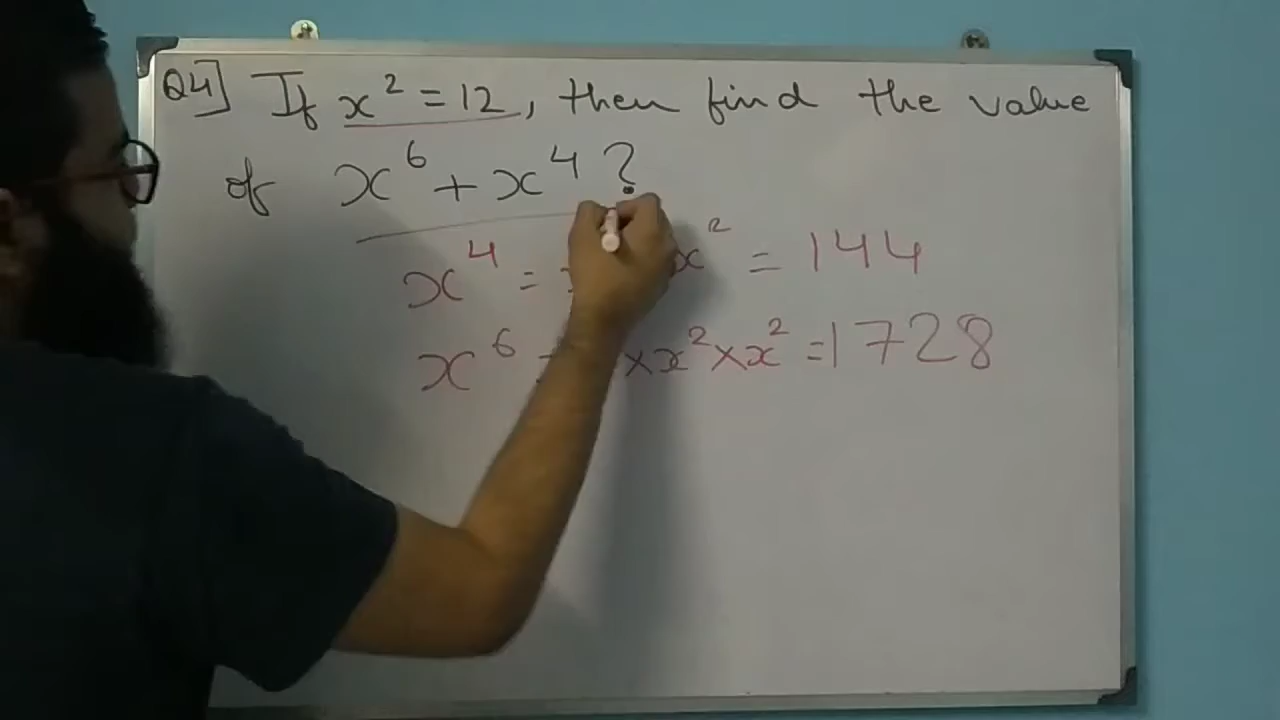 Q4] If x² = 12, then find the value
of x⁶ + x⁴ ?
x⁴ = x² = 144
x⁶ × x² × x² = 1728